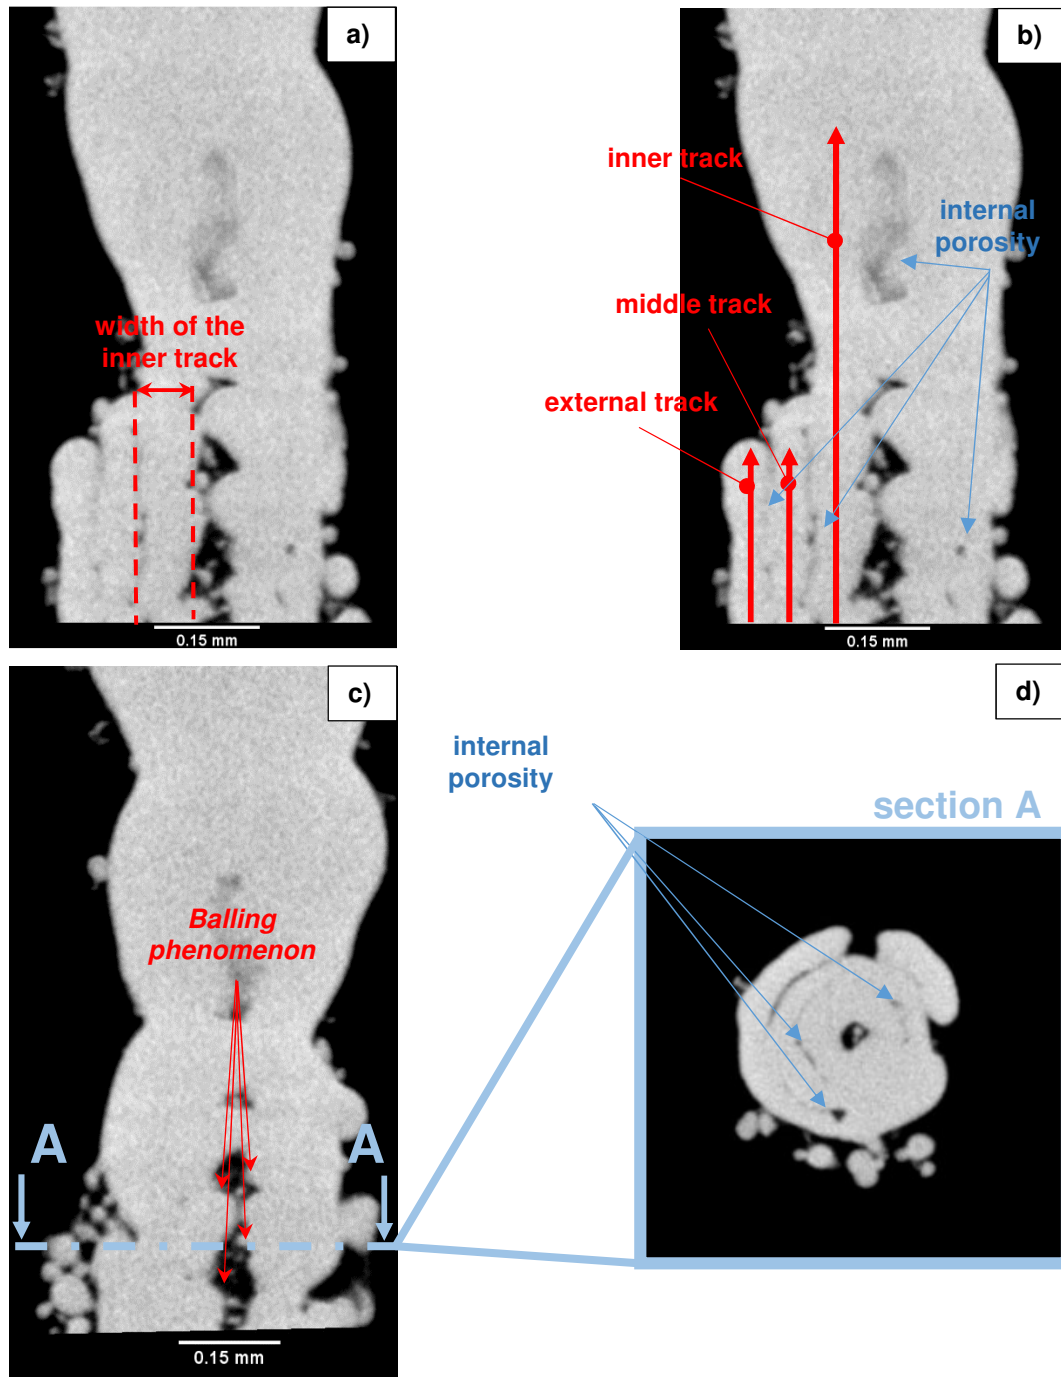 a)
width of the
inner track
0.15 mm
b)
inner track
internal
porosity
middle track
external track
0.15 mm
c)
Balling
phenomenon
A
A
0.15 mm
d)
internal
porosity
section A